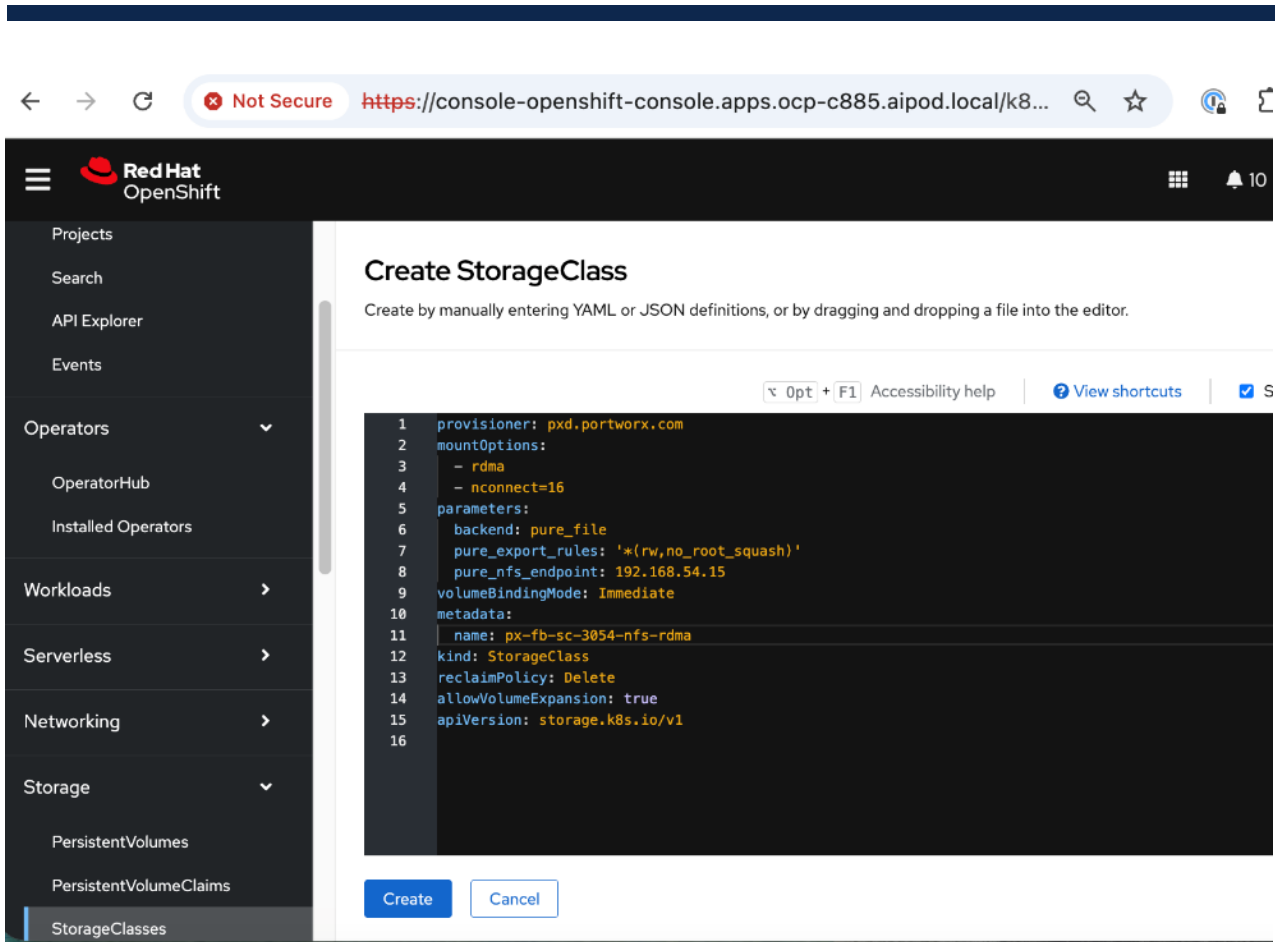 Not Secure https://console-openshift-console.apps.ocp-c885.aipod.local/k8...
Red Hat
OpenShift
10
Projects
Search
API Explorer
Events
Operators
OperatorHub
Installed Operators
Workloads
Serverless
Networking
Storage
PersistentVolumes
PersistentVolumeClaims
StorageClasses
Create StorageClass
Create by manually entering YAML or JSON definitions, or by dragging and dropping a file into the editor.
⌥ Opt + F1 Accessibility help View shortcuts S
1 provisioner: pxd.portworx.com
2 mountOptions:
3   - rdma
4   - nconnect=16
5 parameters:
6   backend: pure_file
7   pure_export_rules: '*(rw,no_root_squash)'
8   pure_nfs_endpoint: 192.168.54.15
9 volumeBindingMode: Immediate
10 metadata:
11   name: px-fb-sc-3054-nfs-rdma
12 kind: StorageClass
13 reclaimPolicy: Delete
14 allowVolumeExpansion: true
15 apiVersion: storage.k8s.io/v1
16
Create Cancel